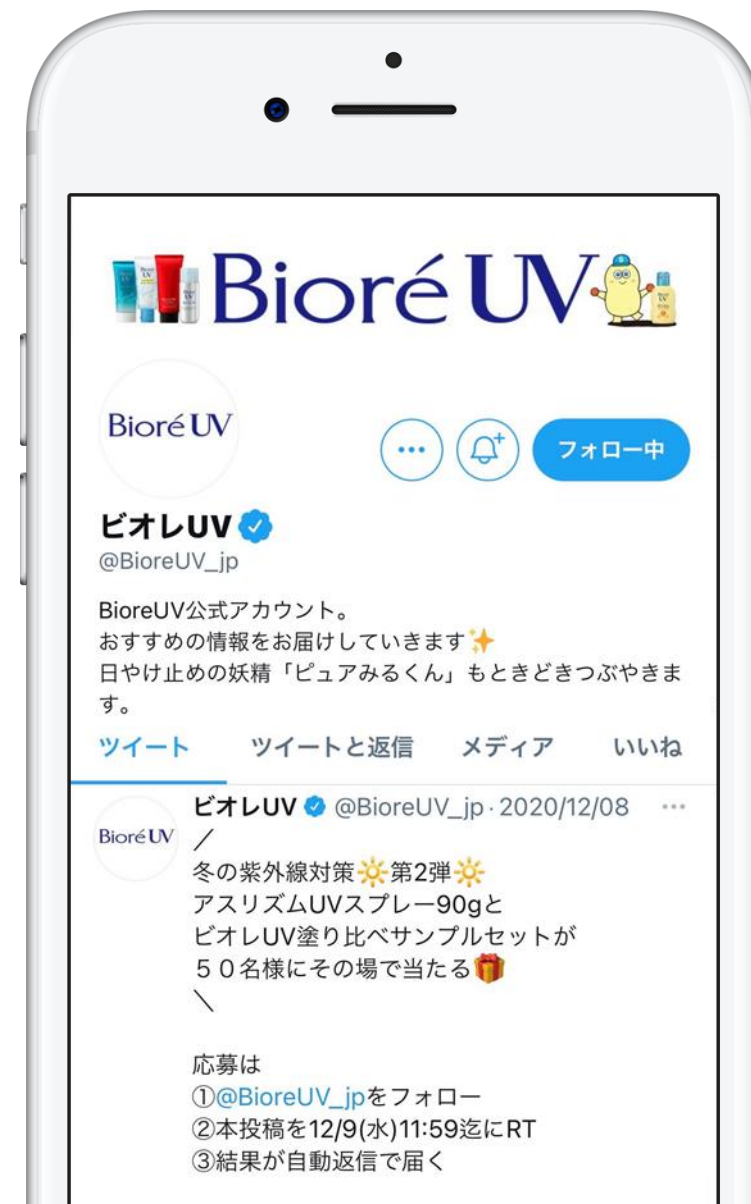 Bioré UV
Bioré UV
フォロー中
ビオレUV
@BioreUV_jp
BioreUV公式アカウント。
おすすめの情報をお届けしていきます✨
日やけ止めの妖精「ピュアみるくん」もときどきつぶやきま
す。
ツイート ツイートと返信 メディア いいね
ビオレUV @BioreUV_jp · 2020/12/08 …
Bioré UV
／
冬の紫外線対策🔆第2弾🔆
アスリズムUVスプレー90gと
ビオレUV塗り比べサンプルセットが
５０名様にその場で当たる🎁
＼
応募は
①@BioreUV_jpをフォロー
②本投稿を12/9(水)11:59迄にRT
③結果が自動返信で届く